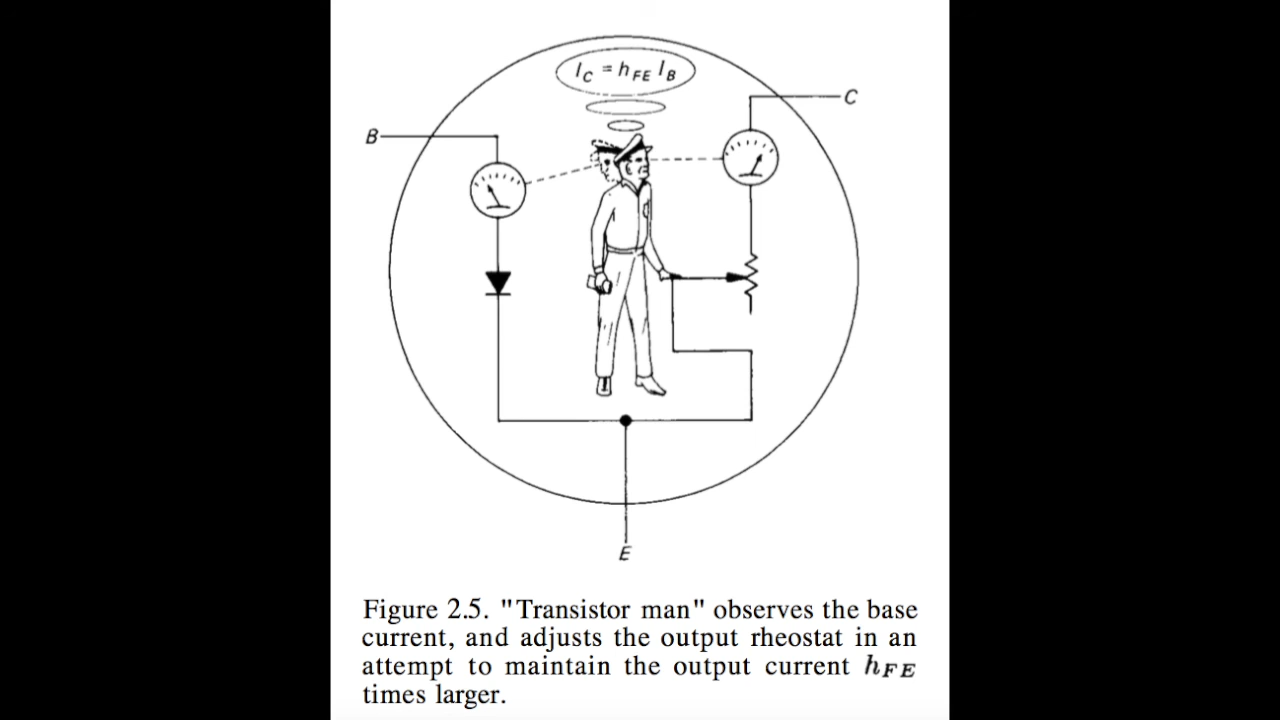 I_C = h_FE I_B
C
B
E
Figure 2.5. "Transistor man" observes the base
current, and adjusts the output rheostat in an
attempt to maintain the output current h_FE
times larger.